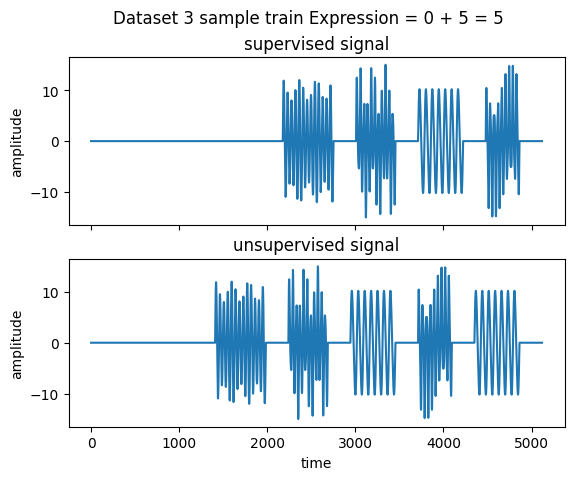 Dataset 3 sample train Expression = 0 + 5 = 5
supervised signal
10
0
−10
amplitude
unsupervised signal
10
0
−10
amplitude
0 1000 2000 3000 4000 5000
time